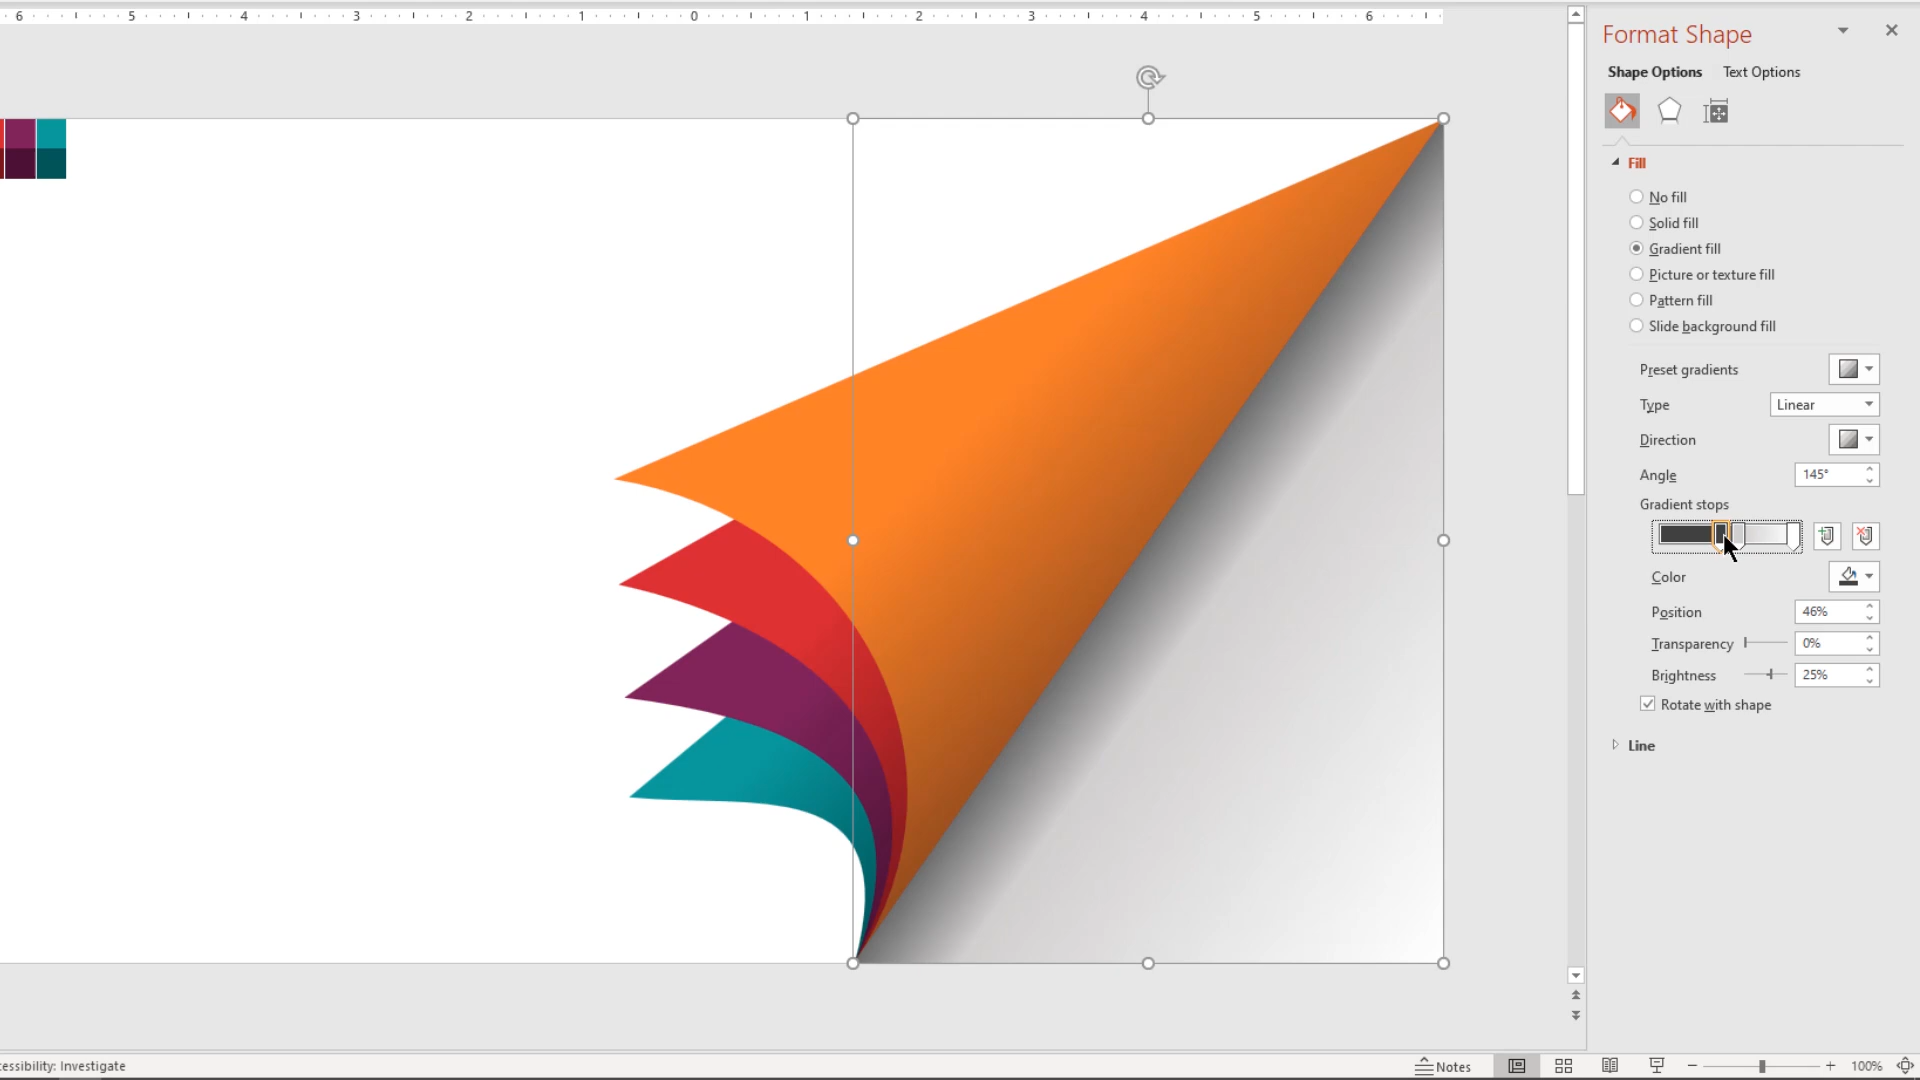 6 5 4 3 2 1 0 1 2 3 4 5 6
Format Shape
Shape Options Text Options
Fill
No fill
Solid fill
Gradient fill
Picture or texture fill
Pattern fill
Slide background fill
Preset gradients
Type Linear
Direction
Angle 145°
Gradient stops
Color
Position 46%
Transparency 0%
Brightness 25%
Rotate with shape
Line
essibility: Investigate Notes 100%